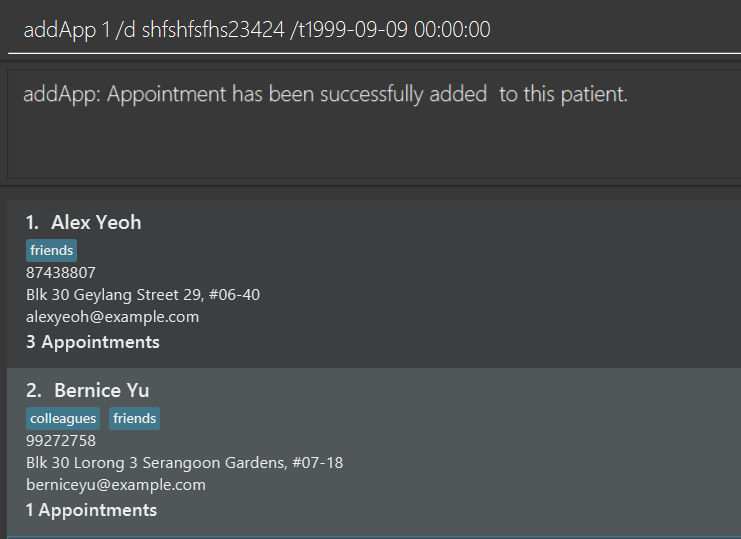 addApp 1 /d shfshfsfhs23424 /t1999-09-09 00:00:00
addApp: Appointment has been successfully added  to this patient.
1.  Alex Yeoh
friends
87438807
Blk 30 Geylang Street 29, #06-40
alexyeoh@example.com
3 Appointments
2.  Bernice Yu
colleagues friends
99272758
Blk 30 Lorong 3 Serangoon Gardens, #07-18
berniceyu@example.com
1 Appointments